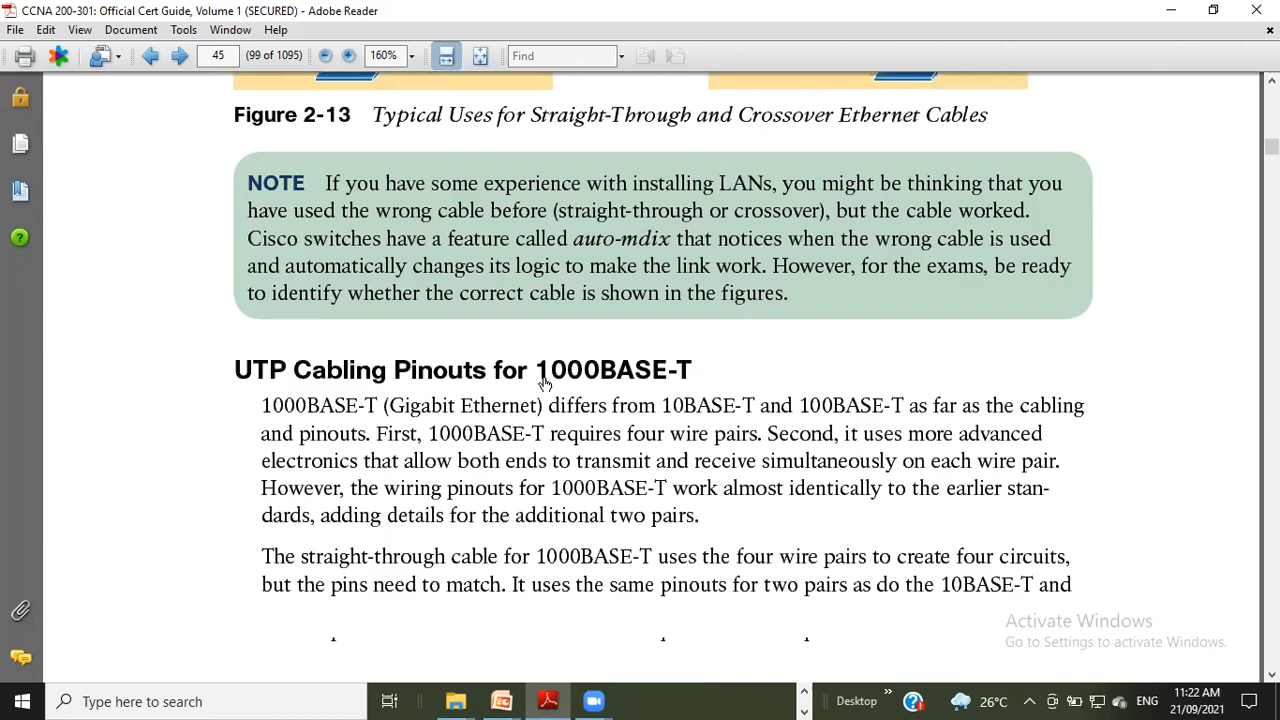 CCNA 200-301: Official Cert Guide, Volume 1 (SECURED) - Adobe Reader
File Edit View Document Tools Window Help
45 (99 of 1095) 160% Find
Figure 2-13 Typical Uses for Straight-Through and Crossover Ethernet Cables
NOTE If you have some experience with installing LANs, you might be thinking that you
have used the wrong cable before (straight-through or crossover), but the cable worked.
Cisco switches have a feature called auto-mdix that notices when the wrong cable is used
and automatically changes its logic to make the link work. However, for the exams, be ready
to identify whether the correct cable is shown in the figures.
UTP Cabling Pinouts for 1000BASE-T
1000BASE-T (Gigabit Ethernet) differs from 10BASE-T and 100BASE-T as far as the cabling
and pinouts. First, 1000BASE-T requires four wire pairs. Second, it uses more advanced
electronics that allow both ends to transmit and receive simultaneously on each wire pair.
However, the wiring pinouts for 1000BASE-T work almost identically to the earlier stan-
dards, adding details for the additional two pairs.
The straight-through cable for 1000BASE-T uses the four wire pairs to create four circuits,
but the pins need to match. It uses the same pinouts for two pairs as do the 10BASE-T and
Activate Windows
Go to Settings to activate Windows.
Type here to search
Desktop
26°C
ENG
11:22 AM
21/09/2021